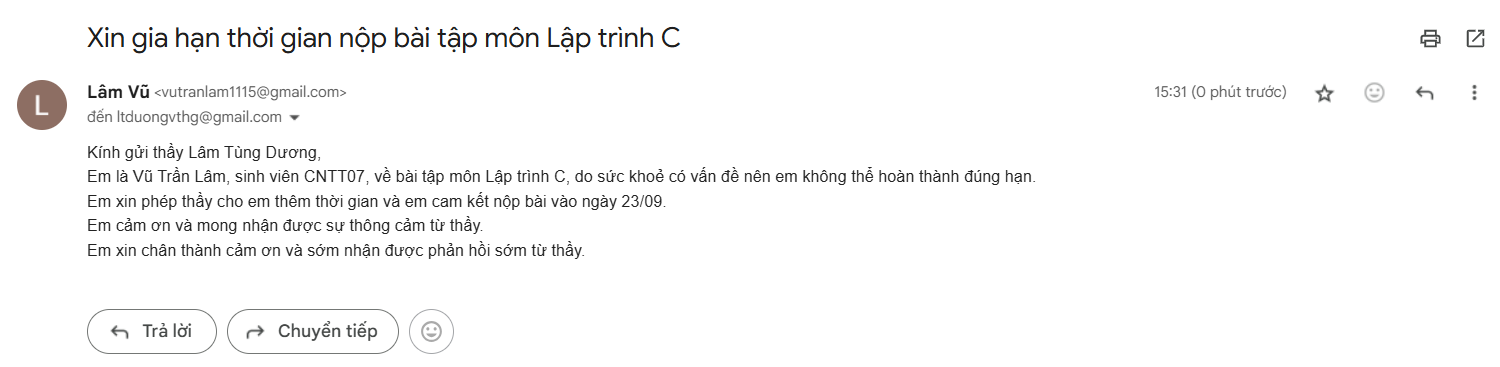 Xin gia hạn thời gian nộp bài tập môn Lập trình C
Lâm Vũ <vutranlam1115@gmail.com>
15:31 (0 phút trước)
đến ltduongvthg@gmail.com
Kính gửi thầy Lâm Tùng Dương,
Em là Vũ Trần Lâm, sinh viên CNTT07, về bài tập môn Lập trình C, do sức khoẻ có vấn đề nên em không thể hoàn thành đúng hạn.
Em xin phép thầy cho em thêm thời gian và em cam kết nộp bài vào ngày 23/09.
Em cảm ơn và mong nhận được sự thông cảm từ thầy.
Em xin chân thành cảm ơn và sớm nhận được phản hồi sớm từ thầy.
Trả lời
Chuyển tiếp
L